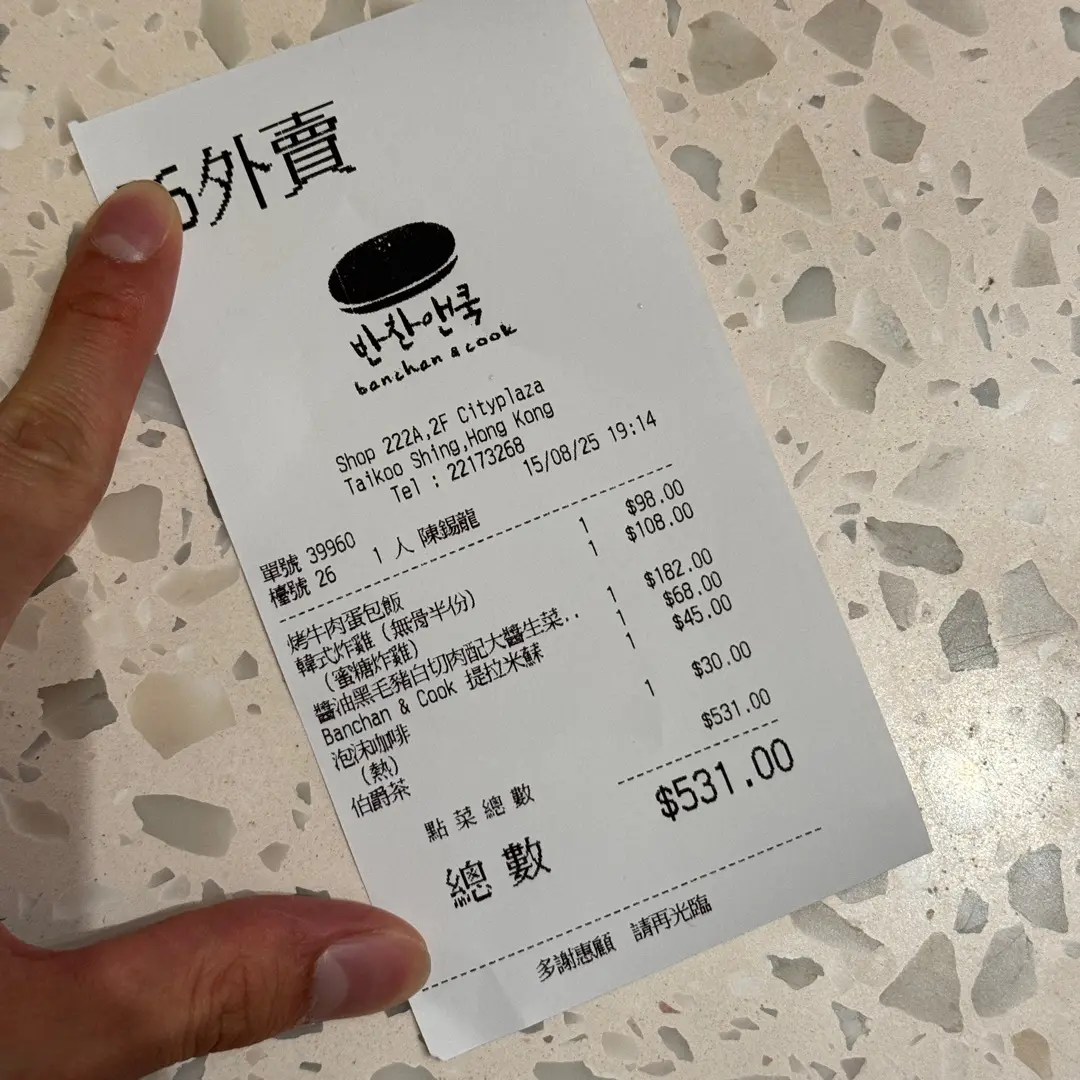 6外賣
반찬앤쿡
banchan & cook
Shop 222A,2F Cityplaza
Taikoo Shing,Hong Kong
Tel : 22173268
15/08/25 19:14
單號 39960
檯號 26 1 人 陳錫龍
烤牛肉蛋包飯 1 $98.00
韓式炸雞(無骨半份) 1 $108.00
(蜜糖炸雞)
醬油黑毛豬白切肉配大醬生菜.. 1 $182.00
Banchan & Cook 提拉米蘇 1 $68.00
泡沫咖啡 1 $45.00
(熱)
伯爵茶 1 $30.00
點菜總數 $531.00
總數 $531.00
多謝惠顧 請再光臨